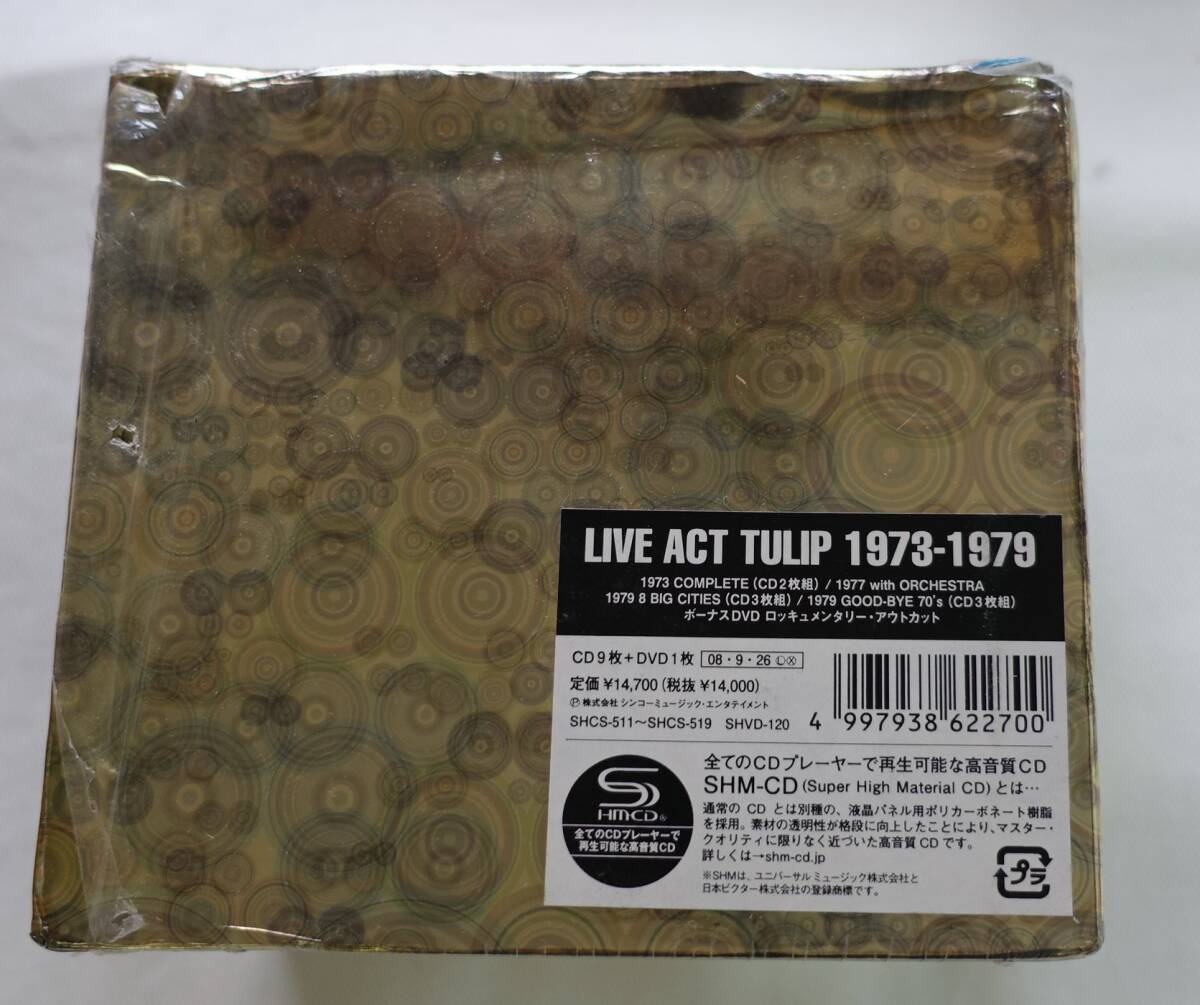 LIVE ACT TULIP 1973-1979
1973 COMPLETE (CD2枚組) / 1977 with ORCHESTRA
1979 8 BIG CITIES (CD3枚組) / 1979 GOOD-BYE 70's (CD3枚組)
ボーナスDVD ロッキュメンタリー・アウトカット
CD9枚+DVD1枚 08・9・26 ⓁⓍ
定価¥14,700(税抜¥14,000)
Ⓟ株式会社 シンコーミュージック・エンタテイメント
SHCS-511〜SHCS-519 SHVD-120
4 997938 622700
全てのCDプレーヤーで再生可能な高音質CD
SHM-CD (Super High Material CD) とは…
通常の CD とは別種の、液晶パネル用ポリカーボネート樹脂
を採用。素材の透明性が格段に向上したことにより、マスター・
クオリティに限りなく近づいた高音質CDです。
詳しくは→shm-cd.jp
※SHMは、ユニバーサル ミュージック株式会社と
日本ビクター株式会社の登録商標です。
HMCD®
全てのCDプレーヤーで
再生可能な高音質CD
プラ